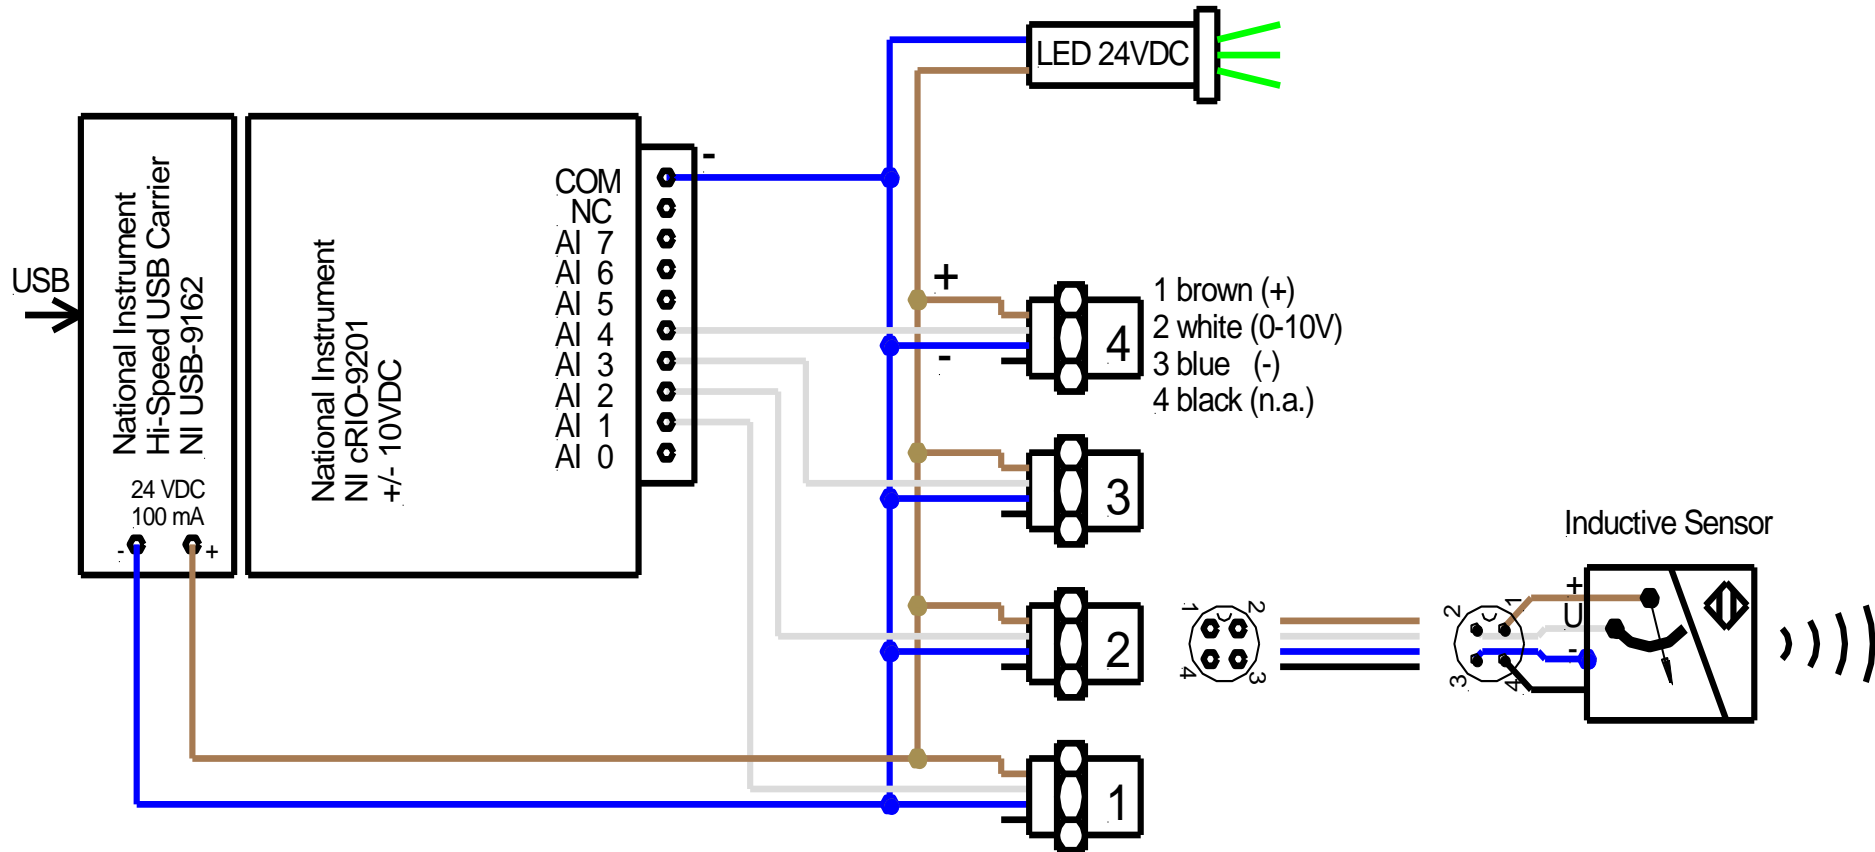 LED 24VDC
USB
National Instrument
Hi-Speed USB Carrier
NI USB-9162
24 VDC
100 mA
-
+
National Instrument
NI cRIO-9201
+/- 10VDC
COM
NC
AI 7
AI 6
AI 5
AI 4
AI 3
AI 2
AI 1
AI 0
-
+
-
4
1 brown (+)
2 white (0-10V)
3 blue (-)
4 black (n.a.)
3
2
1
1
2
4
3
Inductive Sensor
2
1
3
4
+
U
-